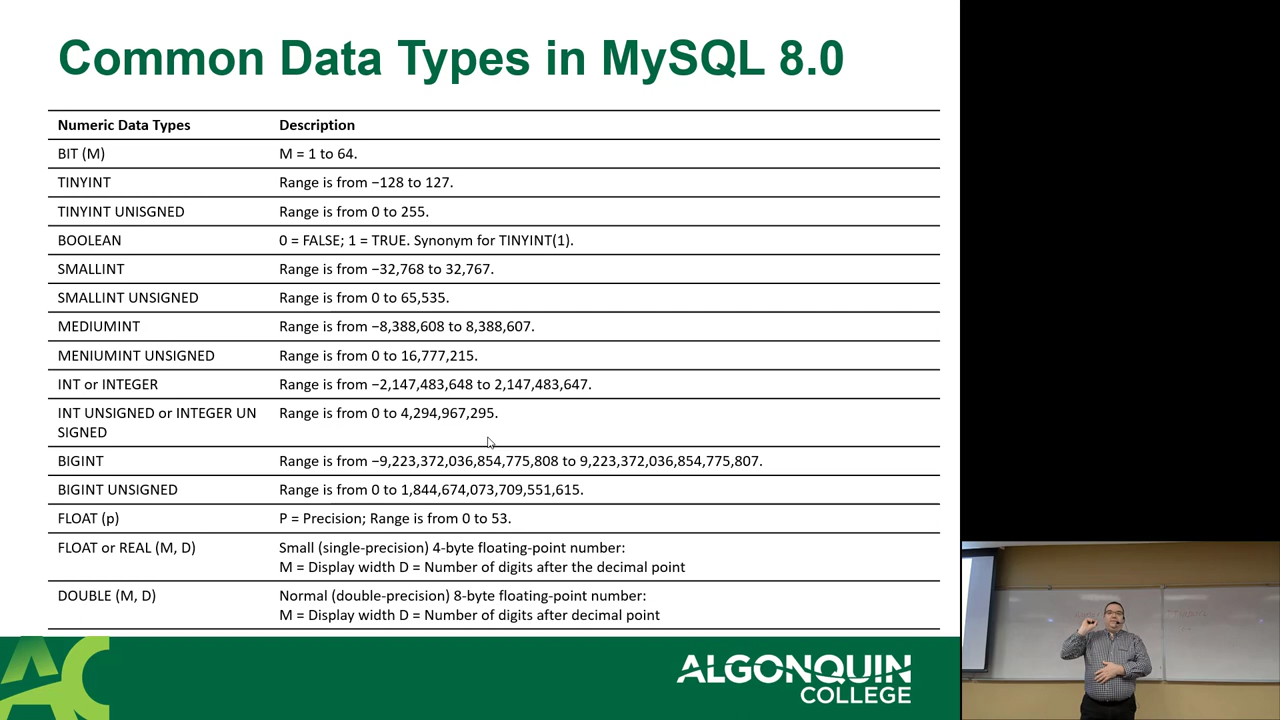 Common Data Types in MySQL 8.0
Numeric Data Types Description
BIT (M) M = 1 to 64.
TINYINT Range is from −128 to 127.
TINYINT UNISGNED Range is from 0 to 255.
BOOLEAN 0 = FALSE; 1 = TRUE. Synonym for TINYINT(1).
SMALLINT Range is from −32,768 to 32,767.
SMALLINT UNSIGNED Range is from 0 to 65,535.
MEDIUMINT Range is from −8,388,608 to 8,388,607.
MENIUMINT UNSIGNED Range is from 0 to 16,777,215.
INT or INTEGER Range is from −2,147,483,648 to 2,147,483,647.
INT UNSIGNED or INTEGER UN Range is from 0 to 4,294,967,295.
SIGNED
BIGINT Range is from −9,223,372,036,854,775,808 to 9,223,372,036,854,775,807.
BIGINT UNSIGNED Range is from 0 to 1,844,674,073,709,551,615.
FLOAT (p) P = Precision; Range is from 0 to 53.
FLOAT or REAL (M, D) Small (single-precision) 4-byte floating-point number:
M = Display width D = Number of digits after the decimal point
DOUBLE (M, D) Normal (double-precision) 8-byte floating-point number:
M = Display width D = Number of digits after decimal point
AC
ALGONQUIN
COLLEGE